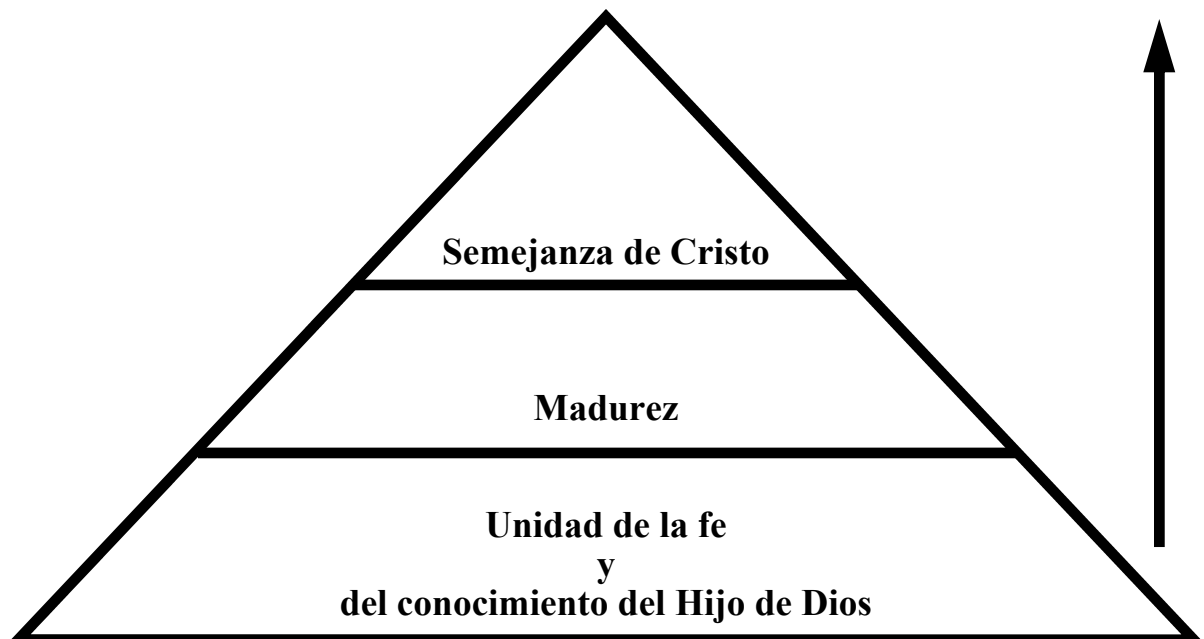 Semejanza de Cristo
Madurez
Unidad de la fe
y
del conocimiento del Hijo de Dios